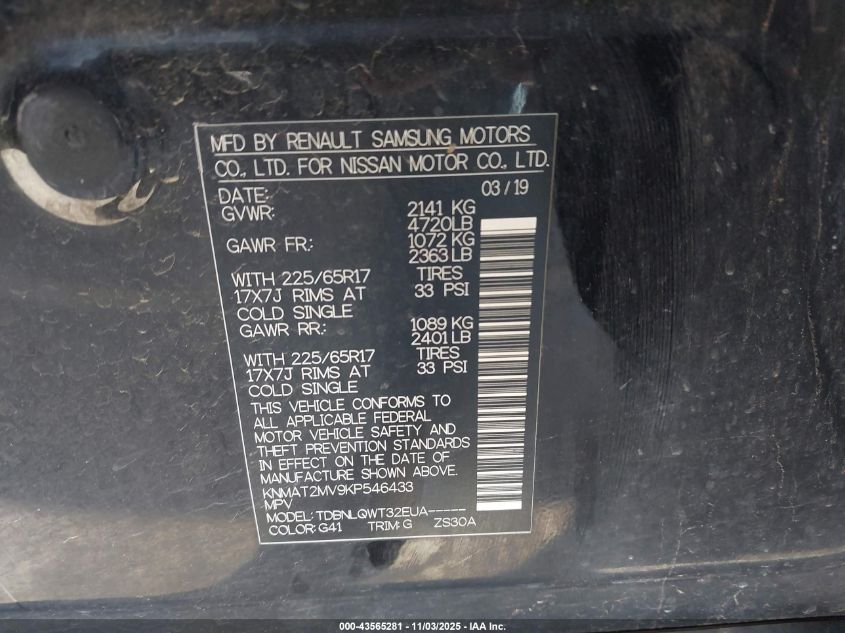 MFD BY RENAULT SAMSUNG MOTORS
CO., LTD. FOR NISSAN MOTOR CO., LTD.
DATE: 03/19
GVWR: 2141 KG
4720LB
GAWR FR: 1072 KG
2363LB
WITH 225/65R17 TIRES
17X7J RIMS AT 33 PSI
COLD SINGLE
GAWR RR: 1089 KG
2401LB
WITH 225/65R17 TIRES
17X7J RIMS AT 33 PSI
COLD SINGLE
THIS VEHICLE CONFORMS TO
ALL APPLICABLE FEDERAL
MOTOR VEHICLE SAFETY AND
THEFT PREVENTION STANDARDS
IN EFFECT ON THE DATE OF
MANUFACTURE SHOWN ABOVE.
KNMAT2MV9KP546433
MPV
MODEL: TDBNLQWT32EUA-----
COLOR: G41 TRIM: G ZS30A
000-43565281 - 11/03/2025 - IAA Inc.